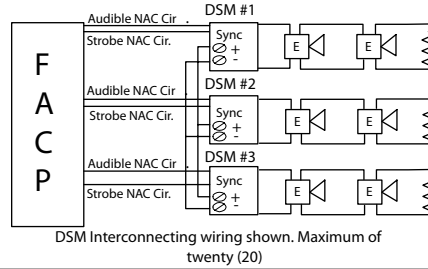 DSM #1
Audible NAC Cir .
Strobe NAC Cir.
Sync
+
-
E
E
DSM #2
Audible NAC Cir .
Strobe NAC Cir.
Sync
+
-
E
E
DSM #3
Audible NAC Cir .
Strobe NAC Cir.
Sync
+
-
E
E
F
A
C
P
DSM Interconnecting wiring shown. Maximum of
twenty (20)